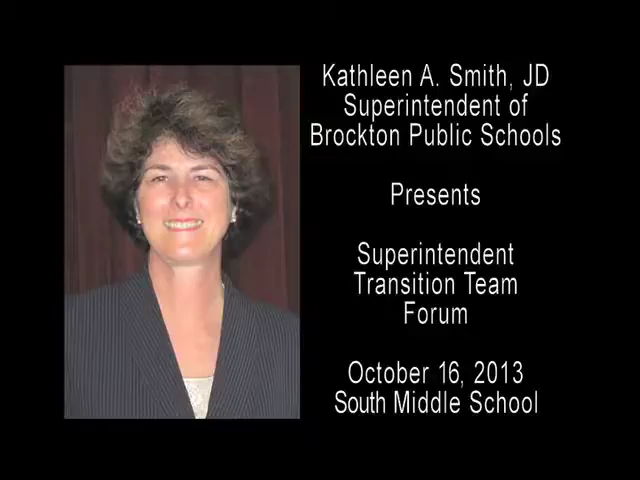 Kathleen A. Smith, JD
Superintendent of
Brockton Public Schools
Presents
Superintendent
Transition Team
Forum
October 16, 2013
South Middle School